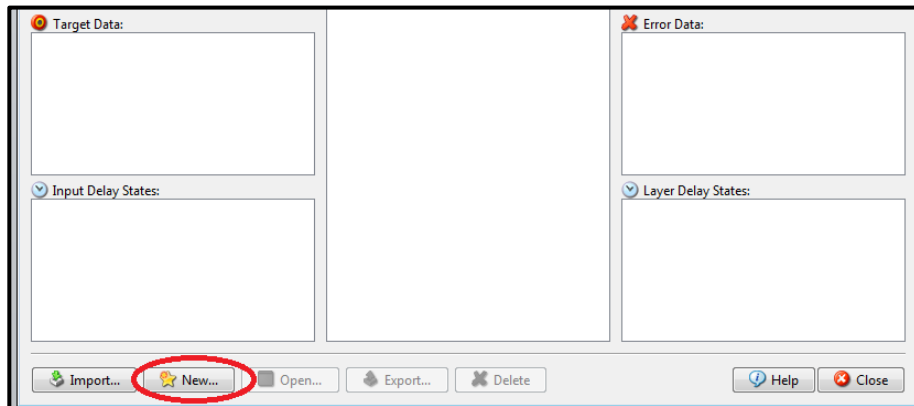 Target Data:
Error Data:
Input Delay States:
Layer Delay States:
Import... New... Open... Export... Delete Help Close